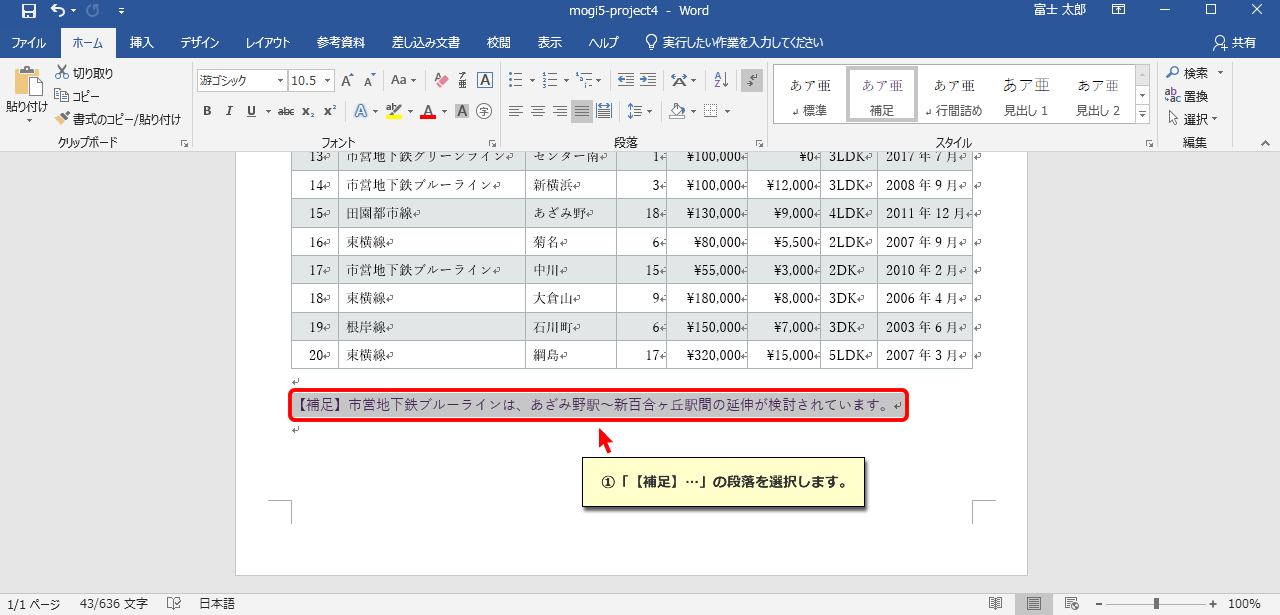 mogi5-project4 - Word
富士 太郎
ファイル ホーム 挿入 デザイン レイアウト 参考資料 差し込み文書 校閲 表示 ヘルプ 実行したい作業を入力してください 共有
貼り付け
切り取り
コピー
書式のコピー/貼り付け
クリップボード
游ゴシック 10.5
フォント
段落
あア亜 標準
あア亜 補足
あア亜 行間詰め
あア亜 見出し 1
あア亜 見出し 2
スタイル
検索
置換
選択
編集
13 市営地下鉄グリーンライン センター南 1 ¥100,000 ¥0 3LDK 2017 年 7 月
14 市営地下鉄ブルーライン 新横浜 3 ¥100,000 ¥12,000 3LDK 2008 年 9 月
15 田園都市線 あざみ野 18 ¥130,000 ¥9,000 4LDK 2011 年 12 月
16 東横線 菊名 6 ¥80,000 ¥5,500 2LDK 2007 年 9 月
17 市営地下鉄ブルーライン 中川 15 ¥55,000 ¥3,000 2DK 2010 年 2 月
18 東横線 大倉山 9 ¥180,000 ¥8,000 3DK 2006 年 4 月
19 根岸線 石川町 6 ¥150,000 ¥7,000 3DK 2003 年 6 月
20 東横線 綱島 17 ¥320,000 ¥15,000 5LDK 2007 年 3 月
【補足】市営地下鉄ブルーラインは、あざみ野駅～新百合ヶ丘駅間の延伸が検討されています。
①「【補足】…」の段落を選択します。
1/1 ページ 43/636 文字 日本語 100%